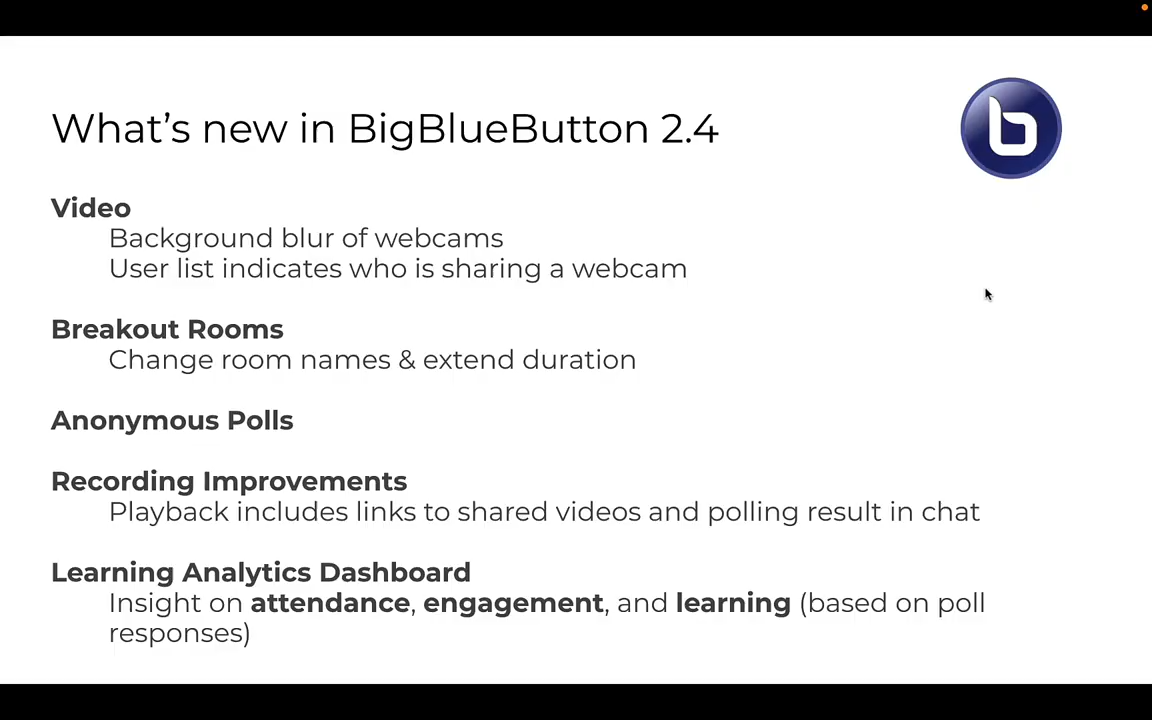 What's new in BigBlueButton 2.4
Video
Background blur of webcams
User list indicates who is sharing a webcam
Breakout Rooms
Change room names & extend duration
Anonymous Polls
Recording Improvements
Playback includes links to shared videos and polling result in chat
Learning Analytics Dashboard
Insight on attendance, engagement, and learning (based on poll
responses)